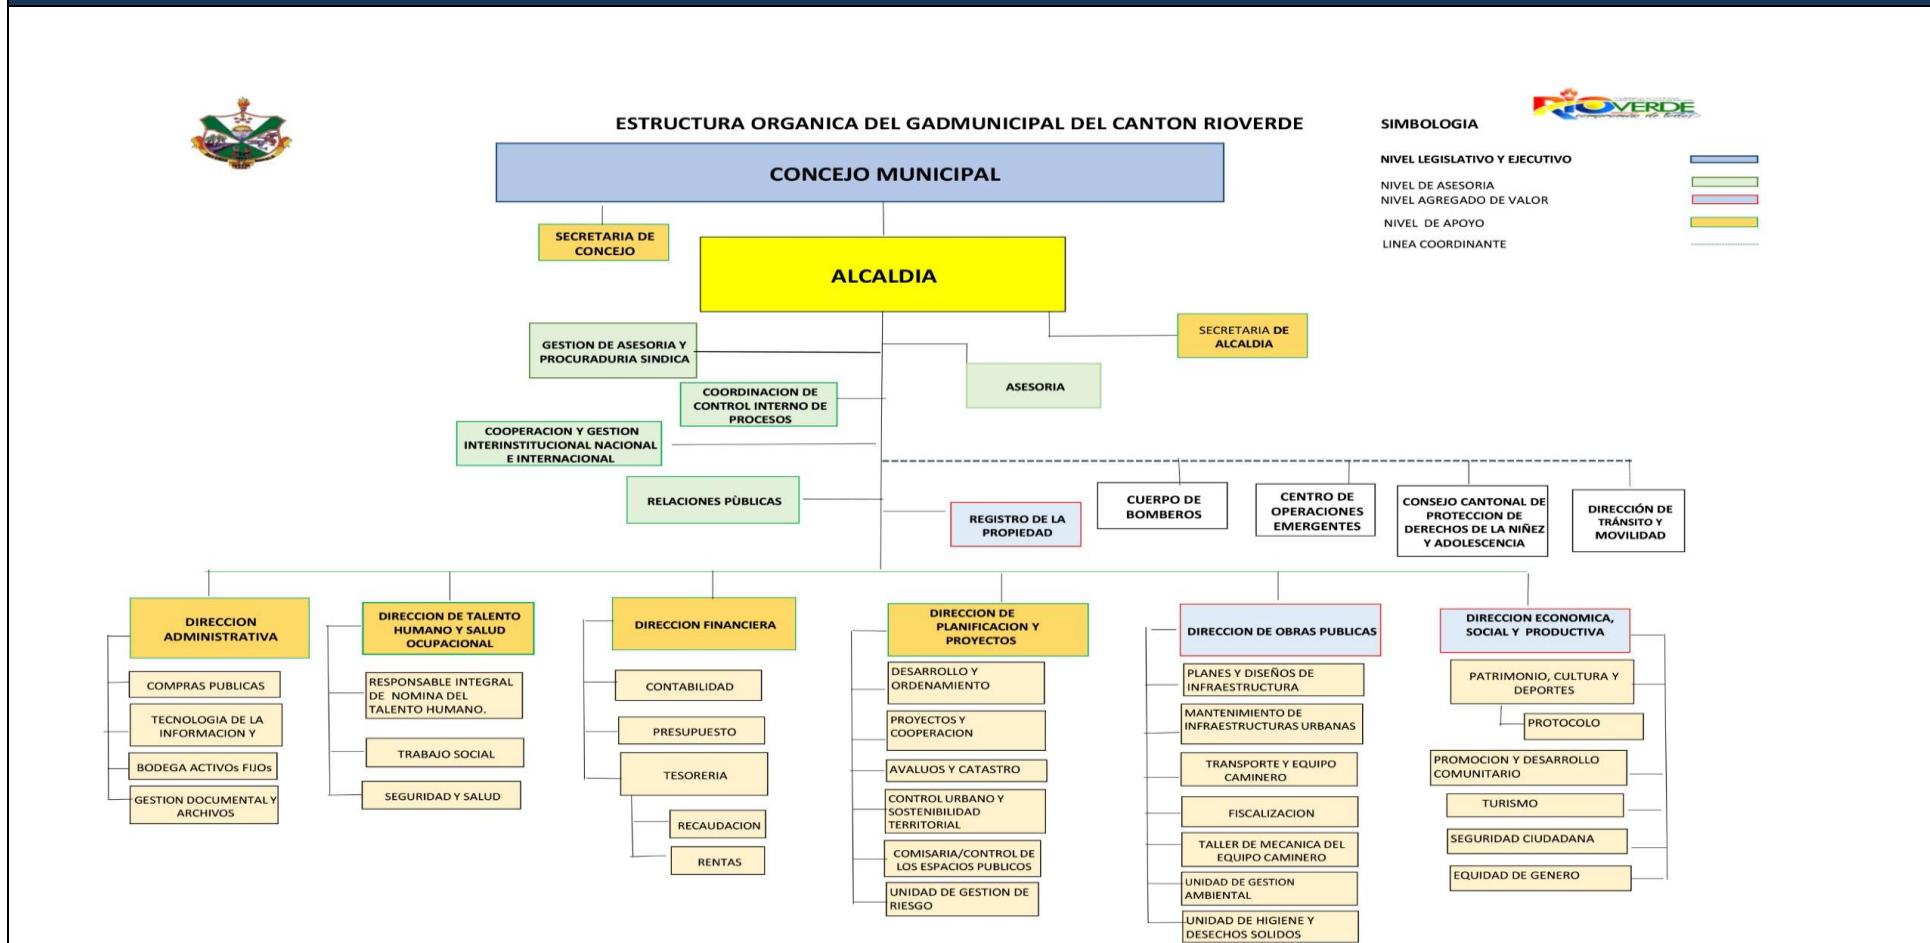 ESTRUCTURA ORGANICA DEL GADMUNICIPAL DEL CANTON RIOVERDE
RIOVERDE
SIMBOLOGIA
NIVEL LEGISLATIVO Y EJECUTIVO
NIVEL DE ASESORIA
NIVEL AGREGADO DE VALOR
NIVEL DE APOYO
LINEA COORDINANTE
CONCEJO MUNICIPAL
SECRETARIA DE
CONCEJO
ALCALDIA
SECRETARIA DE
ALCALDIA
GESTION DE ASESORIA Y
PROCURADURIA SINDICA
ASESORIA
COORDINACION DE
CONTROL INTERNO DE
PROCESOS
COOPERACION Y GESTION
INTERINSTITUCIONAL NACIONAL
E INTERNACIONAL
RELACIONES PÙBLICAS
REGISTRO DE LA
PROPIEDAD
CUERPO DE
BOMBEROS
CENTRO DE
OPERACIONES
EMERGENTES
CONSEJO CANTONAL DE
PROTECCION DE
DERECHOS DE LA NIÑEZ
Y ADOLESCENCIA
DIRECCIÓN DE
TRÁNSITO Y
MOVILIDAD
DIRECCION
ADMINISTRATIVA
COMPRAS PUBLICAS
TECNOLOGIA DE LA
INFORMACION Y
BODEGA ACTIVOs FIJOs
GESTION DOCUMENTAL Y
ARCHIVOS
DIRECCION DE TALENTO
HUMANO Y SALUD
OCUPACIONAL
RESPONSABLE INTEGRAL
DE NOMINA DEL
TALENTO HUMANO.
TRABAJO SOCIAL
SEGURIDAD Y SALUD
DIRECCION FINANCIERA
CONTABILIDAD
PRESUPUESTO
TESORERIA
RECAUDACION
RENTAS
DIRECCION DE
PLANIFICACION Y
PROYECTOS
DESARROLLO Y
ORDENAMIENTO
PROYECTOS Y
COOPERACION
AVALUOS Y CATASTRO
CONTROL URBANO Y
SOSTENIBILIDAD
TERRITORIAL
COMISARIA/CONTROL DE
LOS ESPACIOS PUBLICOS
UNIDAD DE GESTION DE
RIESGO
DIRECCION DE OBRAS PUBLICAS
PLANES Y DISEÑOS DE
INFRAESTRUCTURA
MANTENIMIENTO DE
INFRAESTRUCTURAS URBANAS
TRANSPORTE Y EQUIPO
CAMINERO
FISCALIZACION
TALLER DE MECANICA DEL
EQUIPO CAMINERO
UNIDAD DE GESTION
AMBIENTAL
UNIDAD DE HIGIENE Y
DESECHOS SOLIDOS
DIRECCION ECONOMICA,
SOCIAL Y PRODUCTIVA
PATRIMONIO, CULTURA Y
DEPORTES
PROTOCOLO
PROMOCION Y DESARROLLO
COMUNITARIO
TURISMO
SEGURIDAD CIUDADANA
EQUIDAD DE GENERO